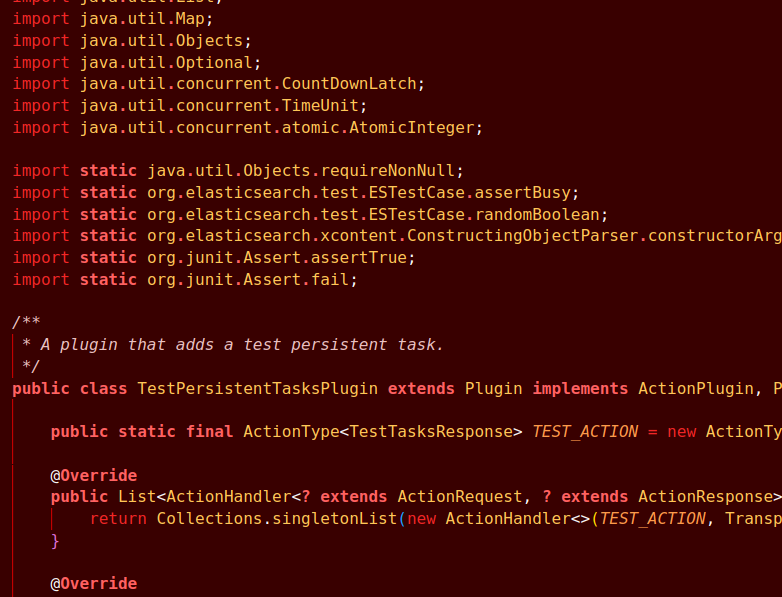 import java.util.List;
import java.util.Map;
import java.util.Objects;
import java.util.Optional;
import java.util.concurrent.CountDownLatch;
import java.util.concurrent.TimeUnit;
import java.util.concurrent.atomic.AtomicInteger;
import static java.util.Objects.requireNonNull;
import static org.elasticsearch.test.ESTestCase.assertBusy;
import static org.elasticsearch.test.ESTestCase.randomBoolean;
import static org.elasticsearch.xcontent.ConstructingObjectParser.constructorArg
import static org.junit.Assert.assertTrue;
import static org.junit.Assert.fail;
/**
 * A plugin that adds a test persistent task.
 */
public class TestPersistentTasksPlugin extends Plugin implements ActionPlugin, P
    public static final ActionType<TestTasksResponse> TEST_ACTION = new ActionTy
    @Override
    public List<ActionHandler<? extends ActionRequest, ? extends ActionResponse>
        return Collections.singletonList(new ActionHandler<>(TEST_ACTION, Transp
    }
    @Override